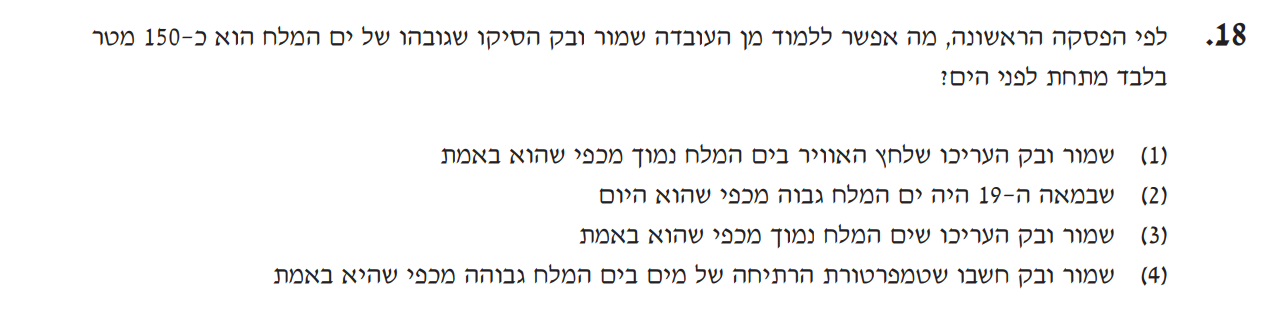 18. לפי הפסקה הראשונה, מה אפשר ללמוד מן העובדה שמור ובק הסיקו שגובהו של ים המלח הוא כ-150 מטר
בלבד מתחת לפני הים?
(1) שמור ובק העריכו שלחץ האוויר בים המלח נמוך מכפי שהוא באמת
(2) שבמאה ה-19 היה ים המלח גבוה מכפי שהוא היום
(3) שמור ובק העריכו שים המלח נמוך מכפי שהוא באמת
(4) שמור ובק חשבו שטמפרטורת הרתיחה של מים בים המלח גבוהה מכפי שהיא באמת